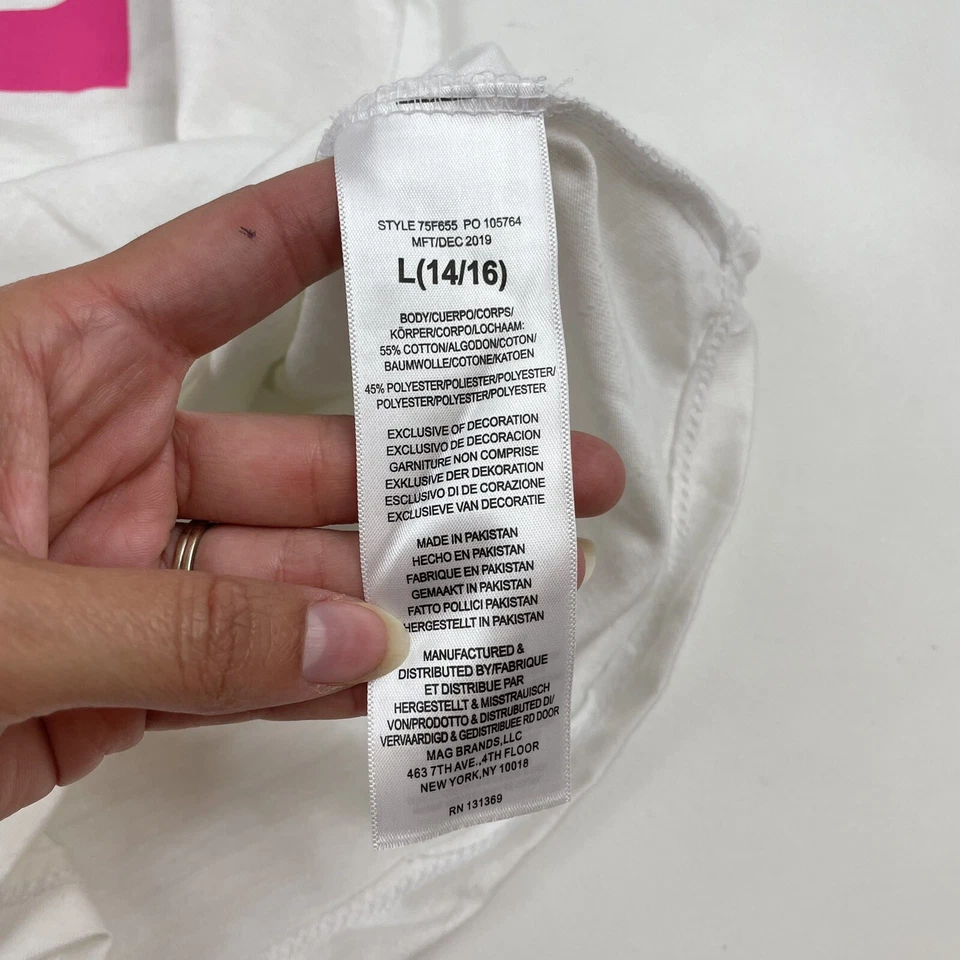 STYLE 75F655 PO 105764
MFT/DEC 2019
L(14/16)
BODY/CUERPO/CORPS/
KÖRPER/CORPO/LOCHAAM:
55% COTTON/ALGODON/COTON/
BAUMWOLLE/COTONE/KATOEN
45% POLYESTER/POLIESTER/POLYESTER/
POLYESTER/POLYESTER/POLYESTER
EXCLUSIVE OF DECORATION
EXCLUSIVO DE DECORACION
GARNITURE NON COMPRISE
EXKLUSIVE DER DEKORATION
ESCLUSIVO DI DE CORAZIONE
EXCLUSIEVE VAN DECORATIE
MADE IN PAKISTAN
HECHO EN PAKISTAN
FABRIQUE EN PAKISTAN
GEMAAKT IN PAKISTAN
FATTO POLLICI PAKISTAN
HERGESTELLT IN PAKISTAN
MANUFACTURED &
DISTRIBUTED BY/FABRIQUE
ET DISTRIBUE PAR
HERGESTELLT & MISSTRAUISCH
VON/PRODOTTO & DISTRUBUTED DI/
VERVAARDIGD & GEDISTRIBUEE RD DOOR
MAG BRANDS,LLC
463 7TH AVE.,4TH FLOOR
NEW YORK,NY 10018
RN 131369